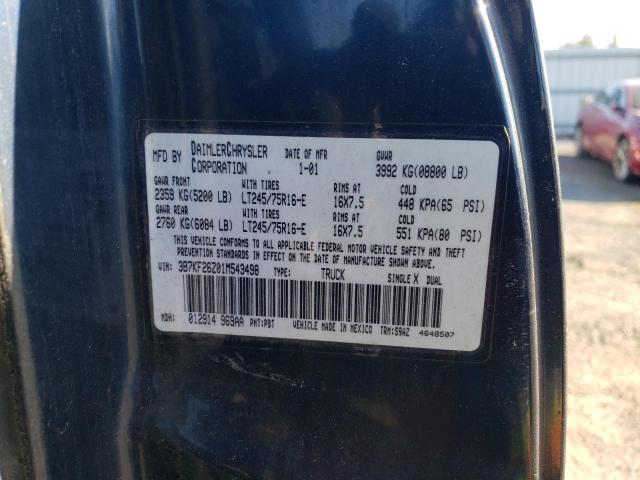 MFD BY DAIMLERCHRYSLER CORPORATION DATE OF MFR 1-01 GVWR 3992 KG(08800 LB)
GAWR FRONT WITH TIRES RIMS AT COLD
2359 KG(5200 LB) LT245/75R16-E 16X7.5 448 KPA(65 PSI)
GAWR REAR WITH TIRES RIMS AT COLD
2760 KG(6084 LB) LT245/75R16-E 16X7.5 551 KPA(80 PSI)
THIS VEHICLE CONFORMS TO ALL APPLICABLE FEDERAL MOTOR VEHICLE SAFETY AND THEFT
PREVENTION STANDARDS IN EFFECT ON THE DATE OF MANUFACTURE SHOWN ABOVE.
VIN: 3B7KF26Z01M543498 TYPE: TRUCK SINGLE X DUAL
MDH: 012914 969AA PNT:PBT VEHICLE MADE IN MEXICO TRM:S9AZ 4648507